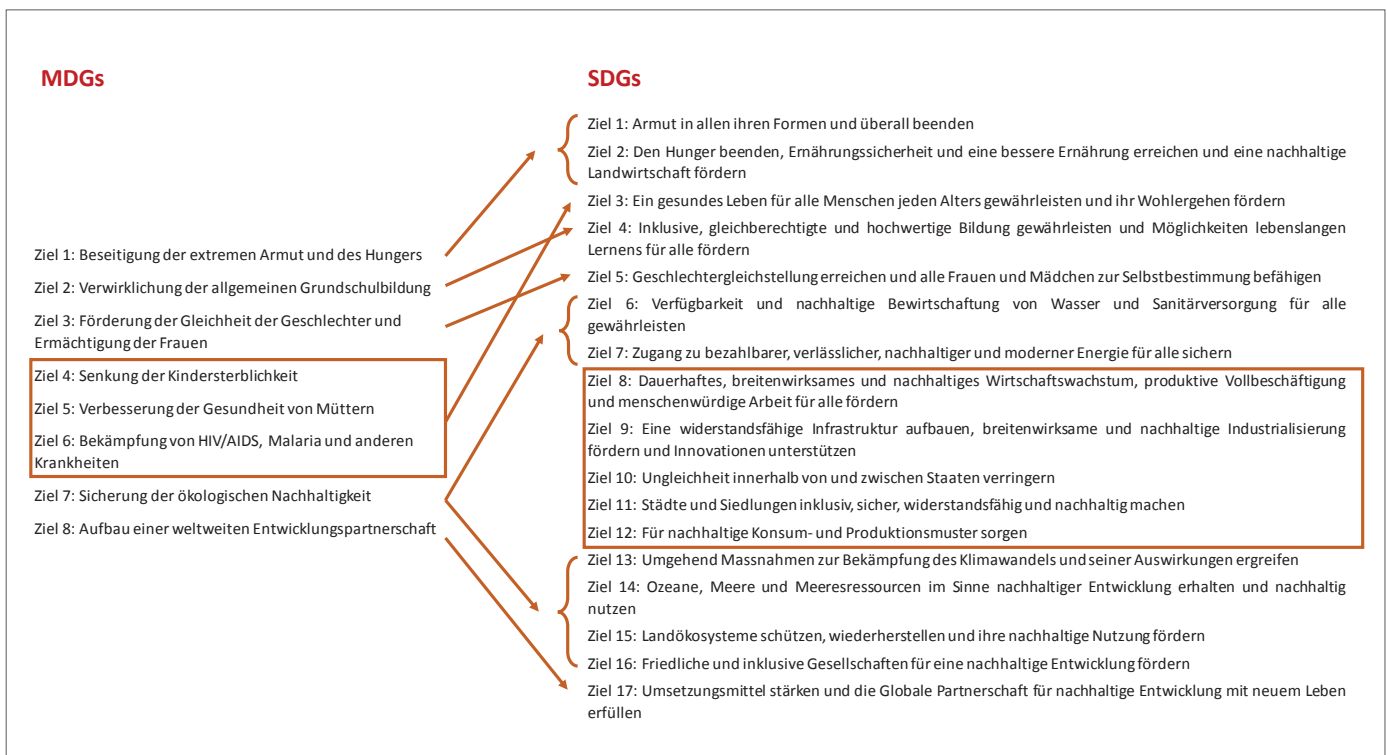 MDGs
Ziel 1: Beseitigung der extremen Armut und des Hungers
Ziel 2: Verwirklichung der allgemeinen Grundschulbildung
Ziel 3: Förderung der Gleichheit der Geschlechter und
Ermächtigung der Frauen
Ziel 4: Senkung der Kindersterblichkeit
Ziel 5: Verbesserung der Gesundheit von Müttern
Ziel 6: Bekämpfung von HIV/AIDS, Malaria und anderen
Krankheiten
Ziel 7: Sicherung der ökologischen Nachhaltigkeit
Ziel 8: Aufbau einer weltweiten Entwicklungspartnerschaft
SDGs
Ziel 1: Armut in allen ihren Formen und überall beenden
Ziel 2: Den Hunger beenden, Ernährungssicherheit und eine bessere Ernährung erreichen und eine nachhaltige
Landwirtschaft fördern
Ziel 3: Ein gesundes Leben für alle Menschen jeden Alters gewährleisten und ihr Wohlergehen fördern
Ziel 4: Inklusive, gleichberechtigte und hochwertige Bildung gewährleisten und Möglichkeiten lebenslangen
Lernens für alle fördern
Ziel 5: Geschlechtergleichstellung erreichen und alle Frauen und Mädchen zur Selbstbestimmung befähigen
Ziel 6: Verfügbarkeit und nachhaltige Bewirtschaftung von Wasser und Sanitärversorgung für alle
gewährleisten
Ziel 7: Zugang zu bezahlbarer, verlässlicher, nachhaltiger und moderner Energie für alle sichern
Ziel 8: Dauerhaftes, breitenwirksames und nachhaltiges Wirtschaftswachstum, produktive Vollbeschäftigung
und menschenwürdige Arbeit für alle fördern
Ziel 9: Eine widerstandsfähige Infrastruktur aufbauen, breitenwirksame und nachhaltige Industrialisierung
fördern und Innovationen unterstützen
Ziel 10: Ungleichheit innerhalb von und zwischen Staaten verringern
Ziel 11: Städte und Siedlungen inklusiv, sicher, widerstandsfähig und nachhaltig machen
Ziel 12: Für nachhaltige Konsum- und Produktionsmuster sorgen
Ziel 13: Umgehend Massnahmen zur Bekämpfung des Klimawandels und seiner Auswirkungen ergreifen
Ziel 14: Ozeane, Meere und Meeresressourcen im Sinne nachhaltiger Entwicklung erhalten und nachhaltig
nutzen
Ziel 15: Landökosysteme schützen, wiederherstellen und ihre nachhaltige Nutzung fördern
Ziel 16: Friedliche und inklusive Gesellschaften für eine nachhaltige Entwicklung fördern
Ziel 17: Umsetzungsmittel stärken und die Globale Partnerschaft für nachhaltige Entwicklung mit neuem Leben
erfüllen